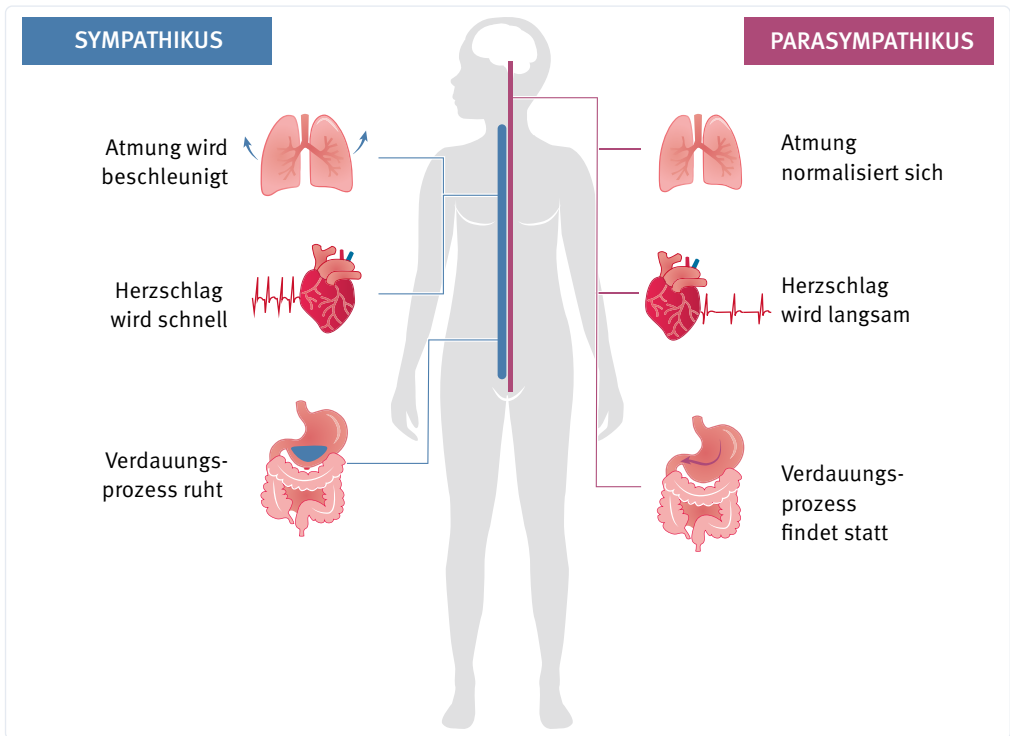 SYMPATHIKUS
Atmung wird
beschleunigt
Herzschlag
wird schnell
Verdauungs-
prozess ruht
PARASYMPATHIKUS
Atmung
normalisiert sich
Herzschlag
wird langsam
Verdauungs-
prozess
findet statt